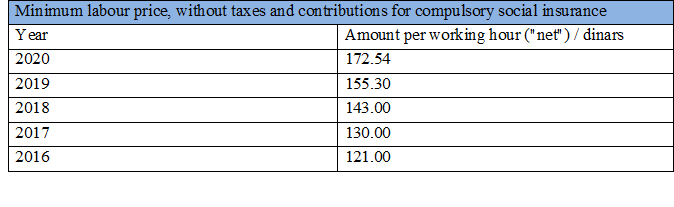 Minimum labour price, without taxes and contributions for compulsory social insurance
Year Amount per working hour ("net") / dinars
2020 172.54
2019 155.30
2018 143.00
2017 130.00
2016 121.00